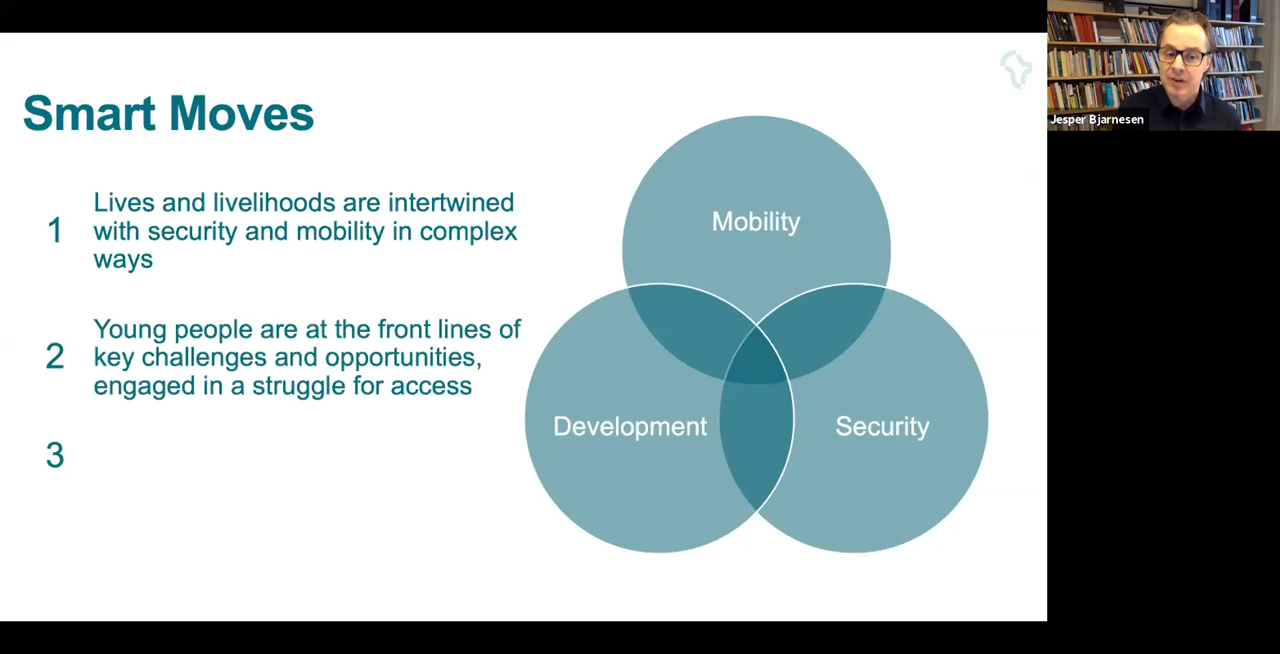 Smart Moves
1
Lives and livelihoods are intertwined
with security and mobility in complex
ways
2
Young people are at the front lines of
key challenges and opportunities,
engaged in a struggle for access
3
Mobility
Development
Security
Jesper Bjarnesen